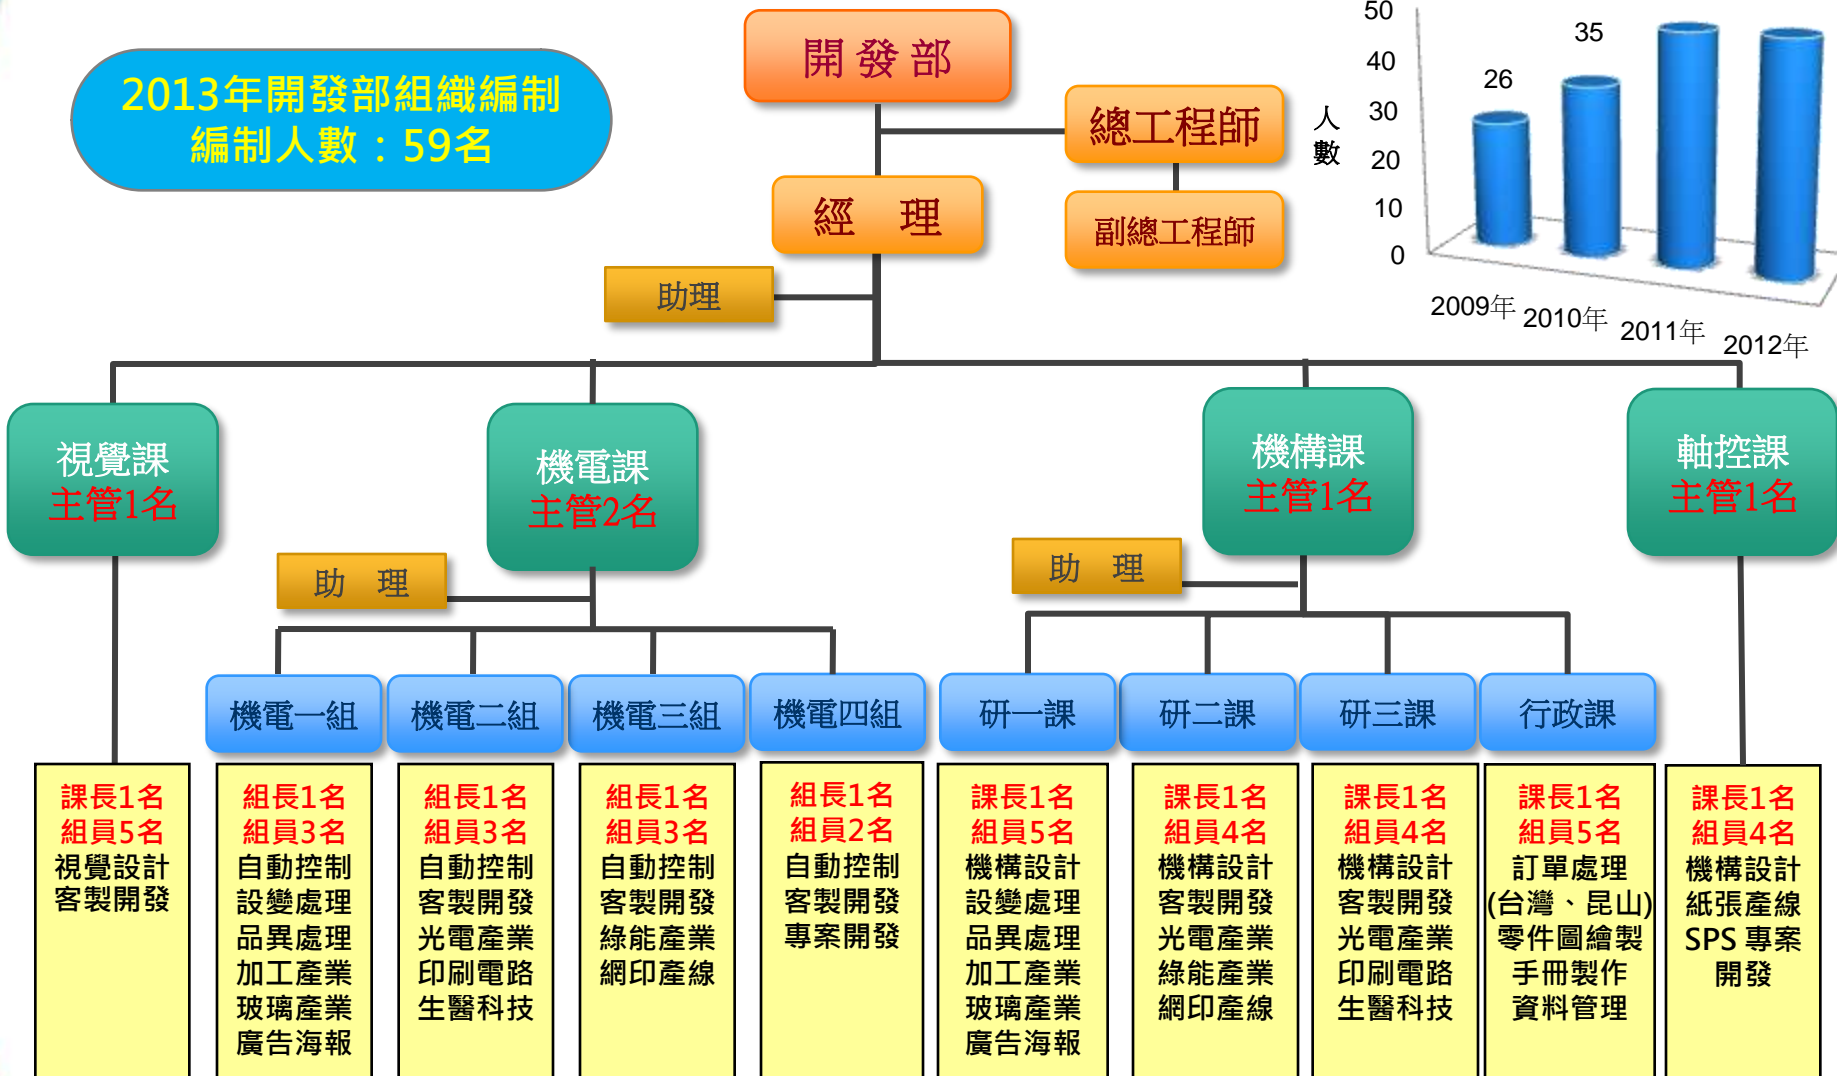 2013年開發部組織編制
編制人數：59名
開 發 部
總工程師
副總工程師
經 理
助理
50
40
30
20
10
0
人
數
26
35
2009年
2010年
2011年
2012年
視覺課
主管1名
機電課
主管2名
機構課
主管1名
軸控課
主管1名
助 理
助 理
機電一組
機電二組
機電三組
機電四組
研一課
研二課
研三課
行政課
課長1名
組員5名
視覺設計
客製開發
組長1名
組員3名
自動控制
設變處理
品異處理
加工產業
玻璃產業
廣告海報
組長1名
組員3名
自動控制
客製開發
光電產業
印刷電路
生醫科技
組長1名
組員3名
自動控制
客製開發
綠能產業
網印產線
組長1名
組員2名
自動控制
客製開發
專案開發
課長1名
組員5名
機構設計
設變處理
品異處理
加工產業
玻璃產業
廣告海報
課長1名
組員4名
機構設計
客製開發
光電產業
綠能產業
網印產線
課長1名
組員4名
機構設計
客製開發
光電產業
印刷電路
生醫科技
課長1名
組員5名
訂單處理
(台灣、昆山)
零件圖繪製
手冊製作
資料管理
課長1名
組員4名
機構設計
紙張產線
SPS 專案
開發